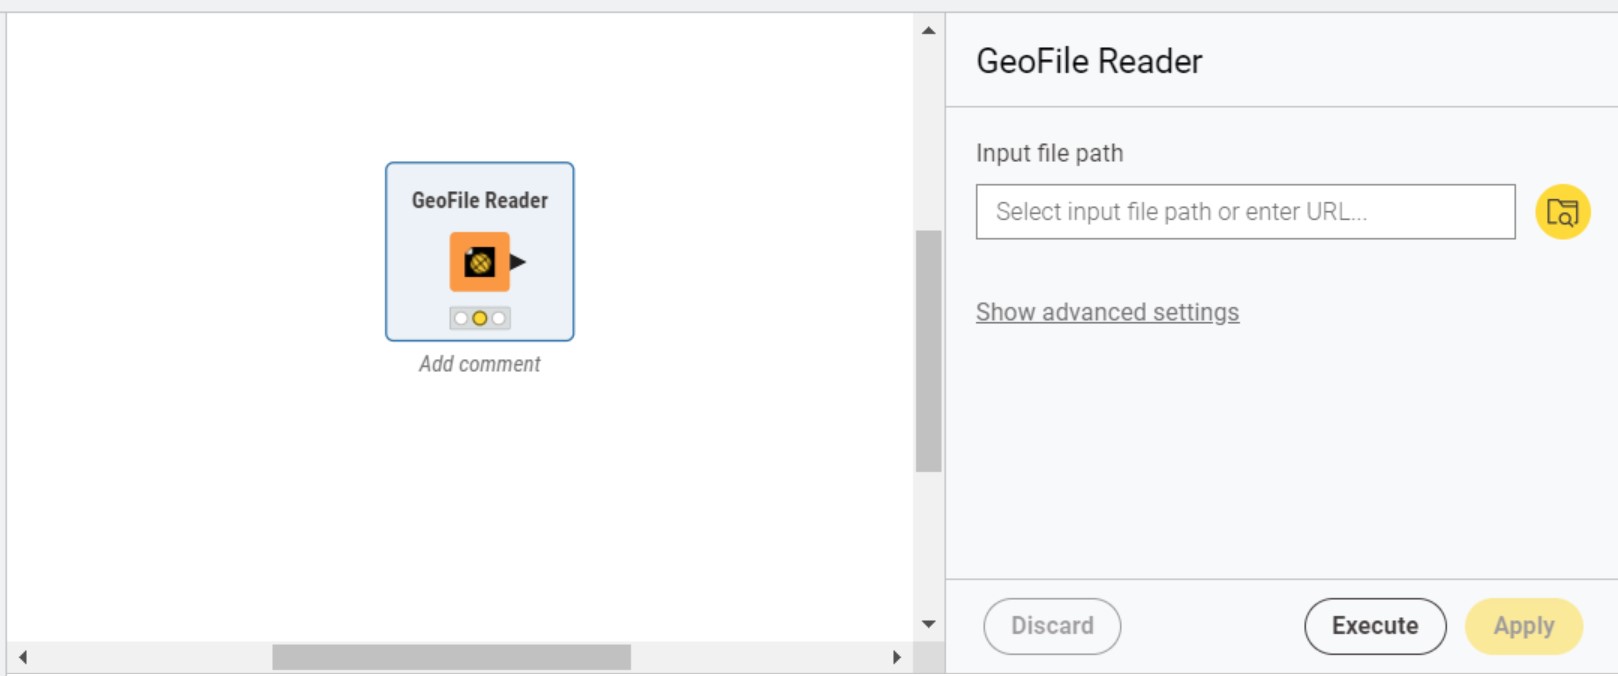 GeoFile Reader
Add comment
GeoFile Reader
Input file path
Select input file path or enter URL...
Show advanced settings
Discard
Execute
Apply